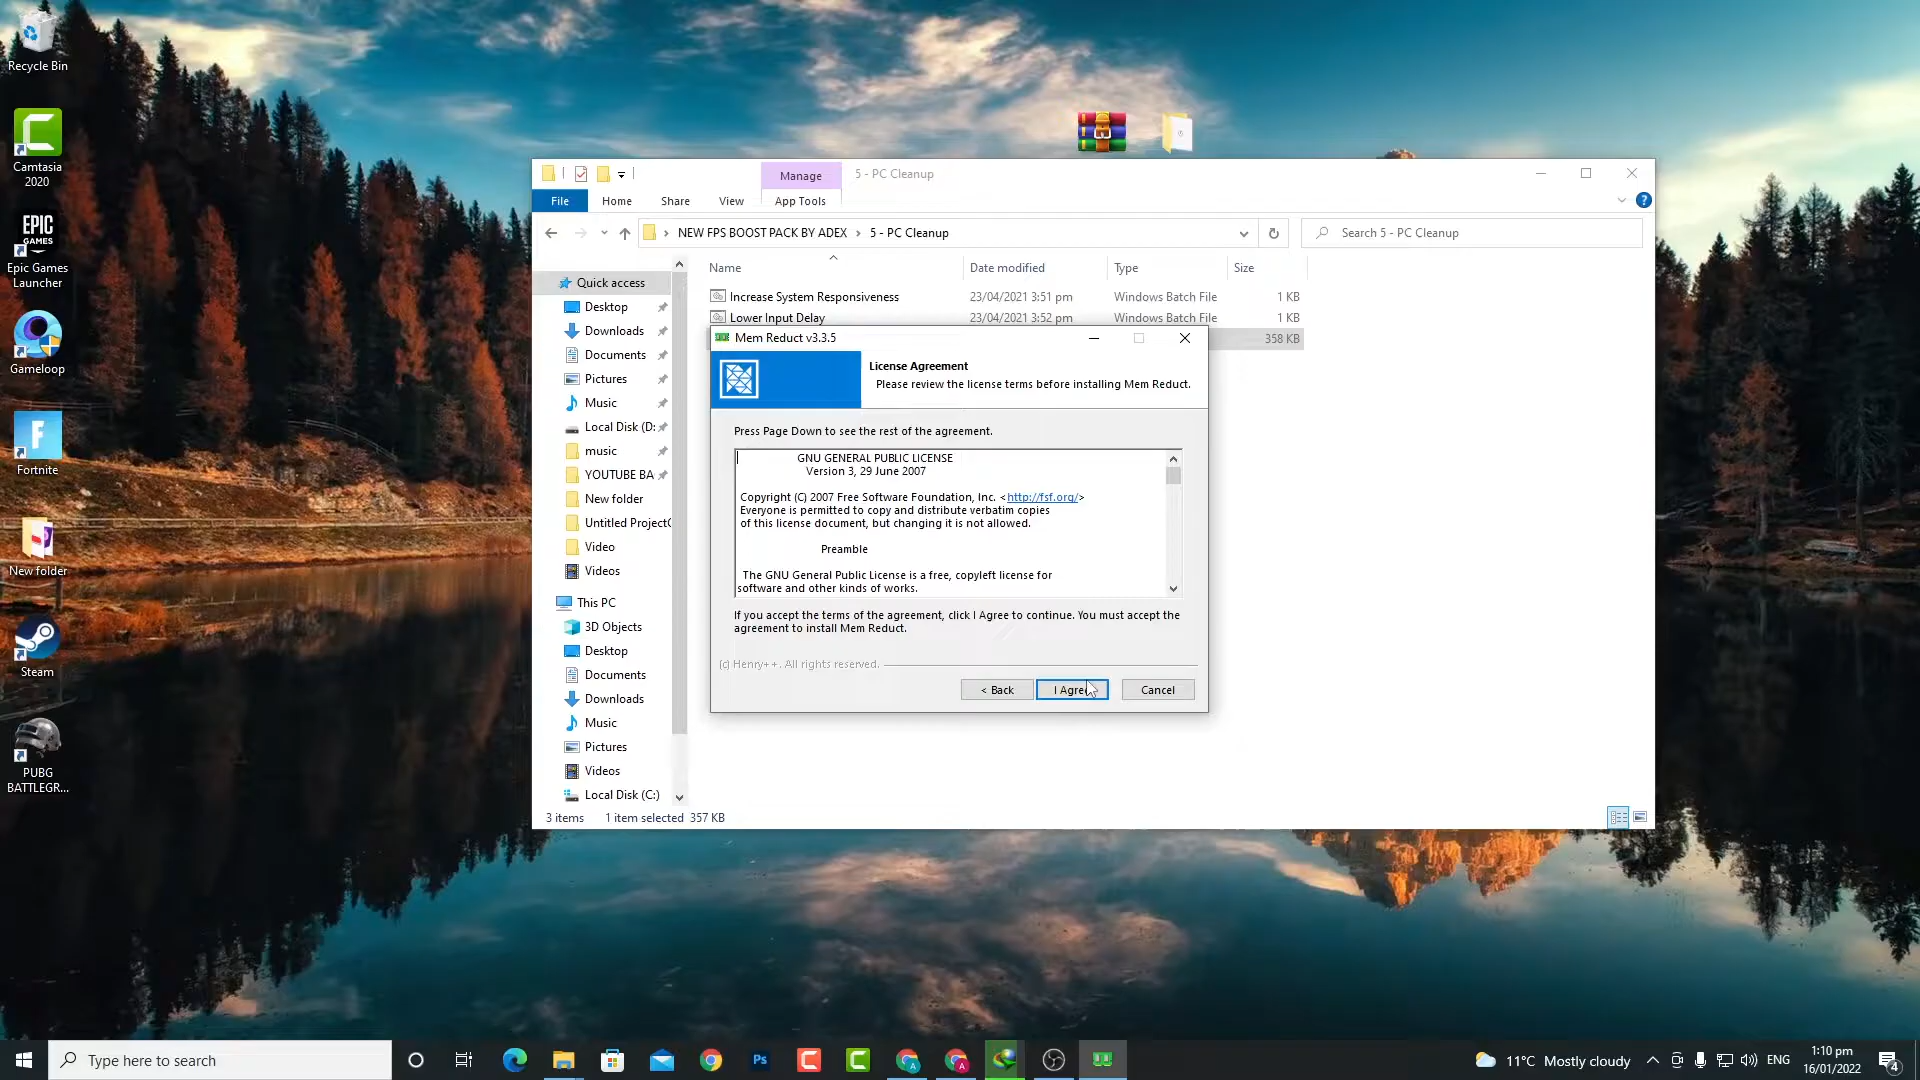 Recycle Bin
Camtasia
2020
EPIC
GAMES
Epic Games
Launcher
Gameloop
Fortnite
New folder
Steam
PUBG
BATTLEGR...
Manage
5 - PC Cleanup
File
Home
Share
View
App Tools
NEW FPS BOOST PACK BY ADEX > 5 - PC Cleanup
Search 5 - PC Cleanup
Name
Date modified
Type
Size
Increase System Responsiveness
23/04/2021 3:51 pm
Windows Batch File
1 KB
Lower Input Delay
23/04/2021 3:52 pm
Windows Batch File
1 KB
358 KB
Quick access
Desktop
Downloads
Documents
Pictures
Music
Local Disk (D:
music
YOUTUBE BA
New folder
Untitled Project
Video
Videos
This PC
3D Objects
Desktop
Documents
Downloads
Music
Pictures
Videos
Local Disk (C:)
3 items
1 item selected 357 KB
Mem Reduct v3.3.5
License Agreement
Please review the license terms before installing Mem Reduct.
Press Page Down to see the rest of the agreement.
GNU GENERAL PUBLIC LICENSE
Version 3, 29 June 2007
Copyright (C) 2007 Free Software Foundation, Inc. <http://fsf.org/>
Everyone is permitted to copy and distribute verbatim copies
of this license document, but changing it is not allowed.
Preamble
The GNU General Public License is a free, copyleft license for
software and other kinds of works.
If you accept the terms of the agreement, click I Agree to continue. You must accept the
agreement to install Mem Reduct.
(c) Henry++. All rights reserved.
< Back
I Agree
Cancel
Type here to search
Ps
11°C Mostly cloudy
ENG
1:10 pm
16/01/2022
4